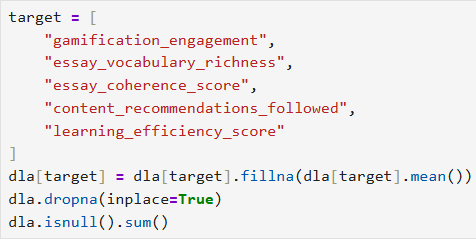 target = [
    "gamification_engagement",
    "essay_vocabulary_richness",
    "essay_coherence_score",
    "content_recommendations_followed",
    "learning_efficiency_score"
]
dla[target] = dla[target].fillna(dla[target].mean())
dla.dropna(inplace=True)
dla.isnull().sum()